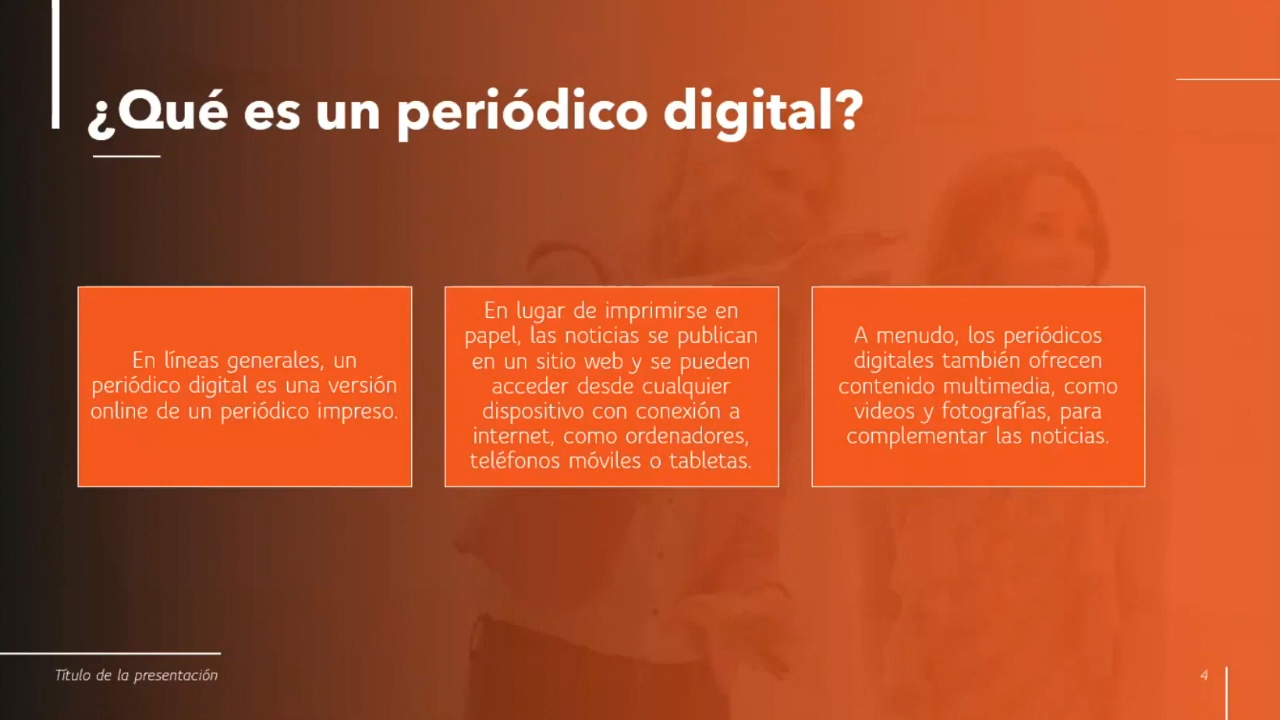 ¿Qué es un periódico digital?
En líneas generales, un
periódico digital es una versión
online de un periódico impreso.
En lugar de imprimirse en
papel, las noticias se publican
en un sitio web y se pueden
acceder desde cualquier
dispositivo con conexión a
internet, como ordenadores,
teléfonos móviles o tabletas.
A menudo, los periódicos
digitales también ofrecen
contenido multimedia, como
videos y fotografías, para
complementar las noticias.
Título de la presentación
4